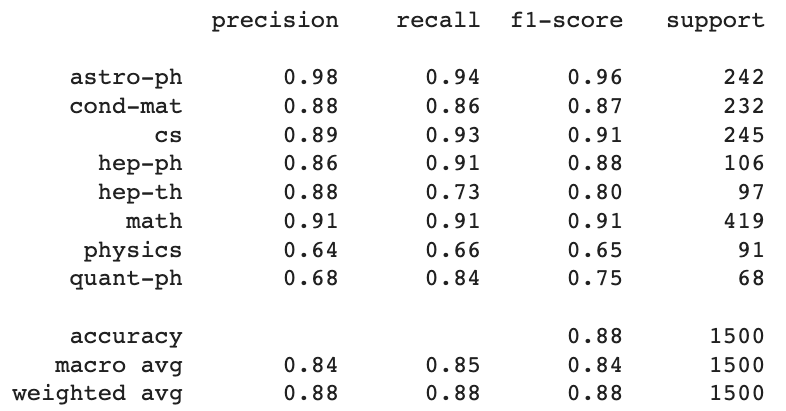 precision recall f1-score support
astro-ph 0.98 0.94 0.96 242
cond-mat 0.88 0.86 0.87 232
cs 0.89 0.93 0.91 245
hep-ph 0.86 0.91 0.88 106
hep-th 0.88 0.73 0.80 97
math 0.91 0.91 0.91 419
physics 0.64 0.66 0.65 91
quant-ph 0.68 0.84 0.75 68
accuracy 0.88 1500
macro avg 0.84 0.85 0.84 1500
weighted avg 0.88 0.88 0.88 1500